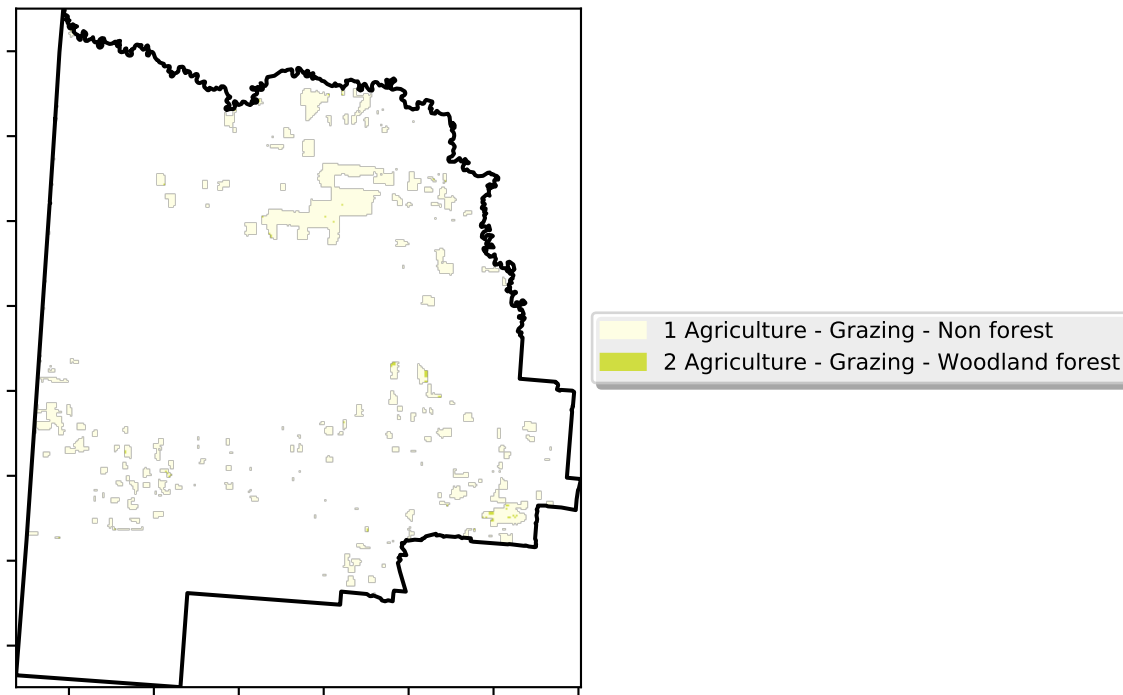 1 Agriculture - Grazing - Non forest
2 Agriculture - Grazing - Woodland forest